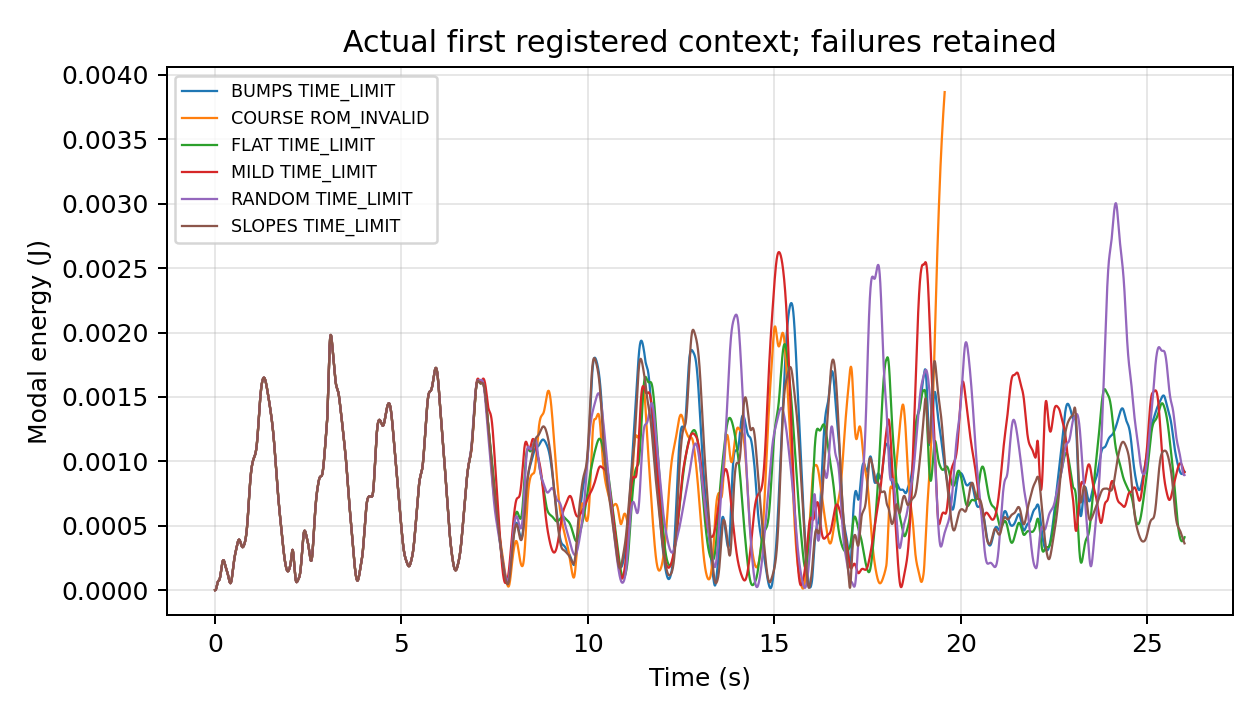 Actual first registered context; failures retained
Modal energy (J)
0.0040
0.0035
0.0030
0.0025
0.0020
0.0015
0.0010
0.0005
0.0000
BUMPS TIME_LIMIT
COURSE ROM_INVALID
FLAT TIME_LIMIT
MILD TIME_LIMIT
RANDOM TIME_LIMIT
SLOPES TIME_LIMIT
0 5 10 15 20 25
Time (s)